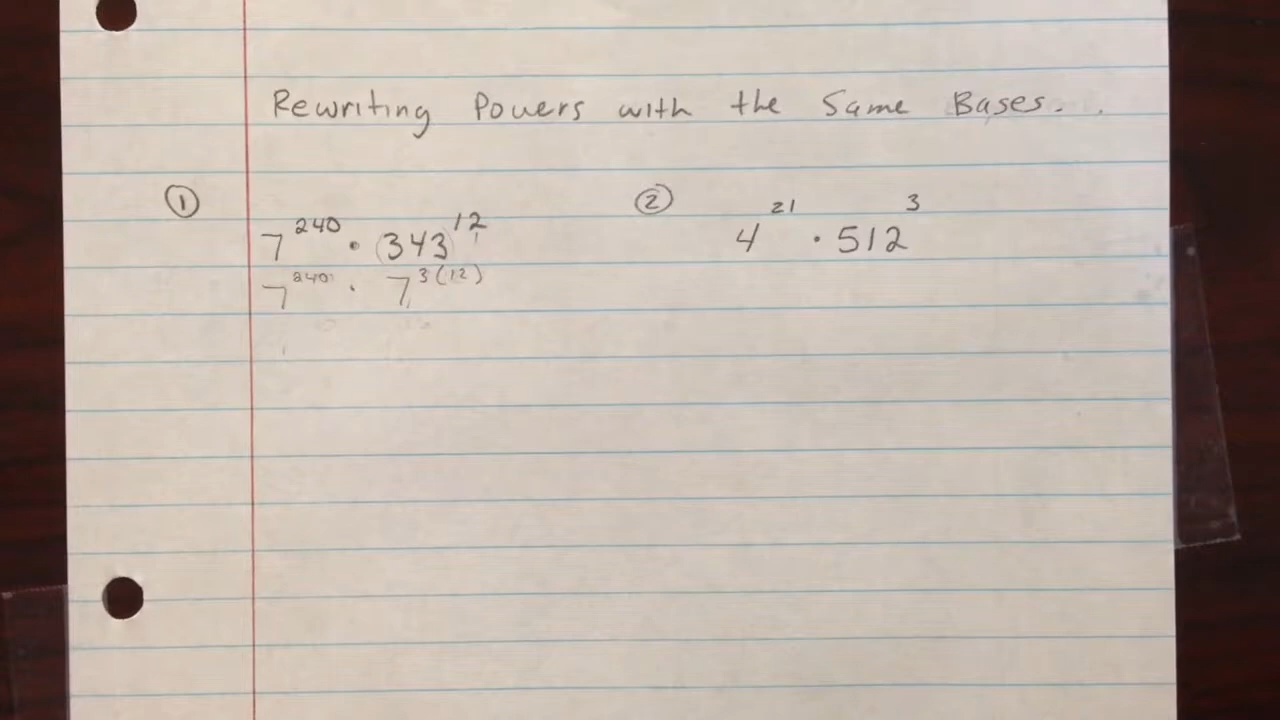 Rewriting Powers with the Same Bases.
① ②
7^240 · 343^12 4^21 · 512^3
7^240 · 7^3(12)